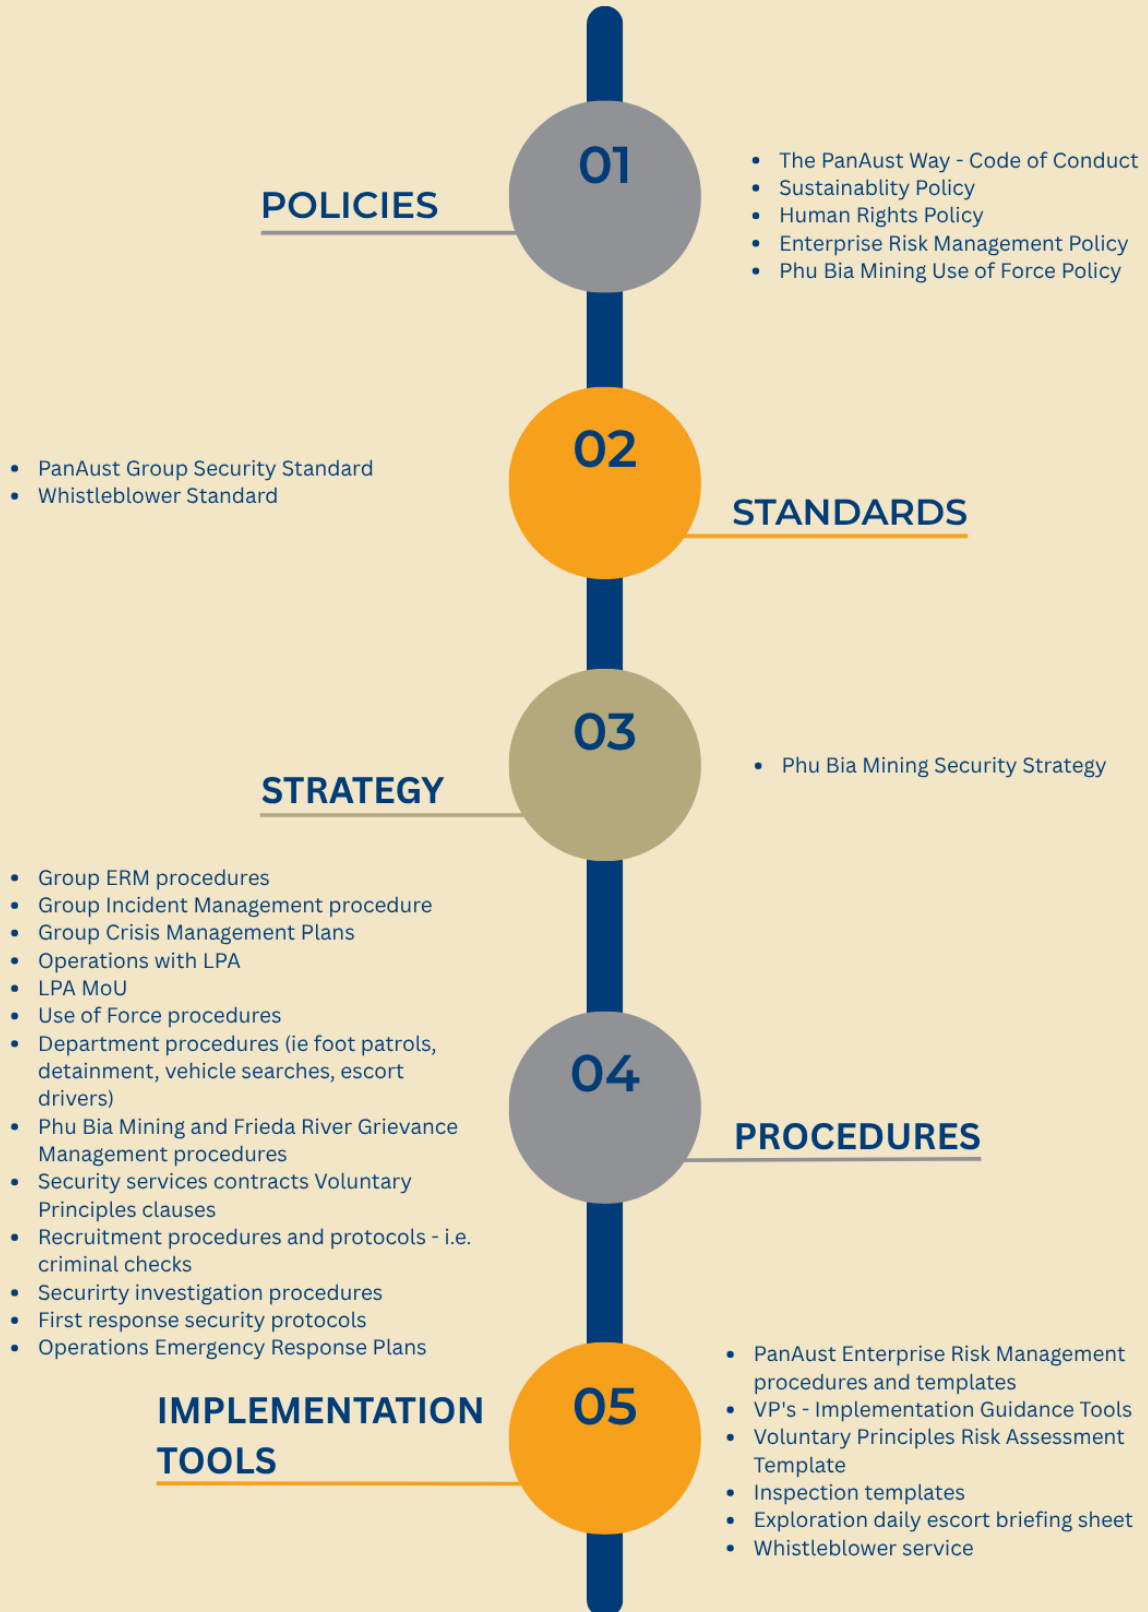 01
POLICIES
• The PanAust Way - Code of Conduct
• Sustainablity Policy
• Human Rights Policy
• Enterprise Risk Management Policy
• Phu Bia Mining Use of Force Policy
02
STANDARDS
• PanAust Group Security Standard
• Whistleblower Standard
03
STRATEGY
• Phu Bia Mining Security Strategy
04
PROCEDURES
• Group ERM procedures
• Group Incident Management procedure
• Group Crisis Management Plans
• Operations with LPA
• LPA MoU
• Use of Force procedures
• Department procedures (ie foot patrols,
detainment, vehicle searches, escort
drivers)
• Phu Bia Mining and Frieda River Grievance
Management procedures
• Security services contracts Voluntary
Principles clauses
• Recruitment procedures and protocols - i.e.
criminal checks
• Securirty investigation procedures
• First response security protocols
• Operations Emergency Response Plans
05
IMPLEMENTATION
TOOLS
• PanAust Enterprise Risk Management
procedures and templates
• VP's - Implementation Guidance Tools
• Voluntary Principles Risk Assessment
Template
• Inspection templates
• Exploration daily escort briefing sheet
• Whistleblower service